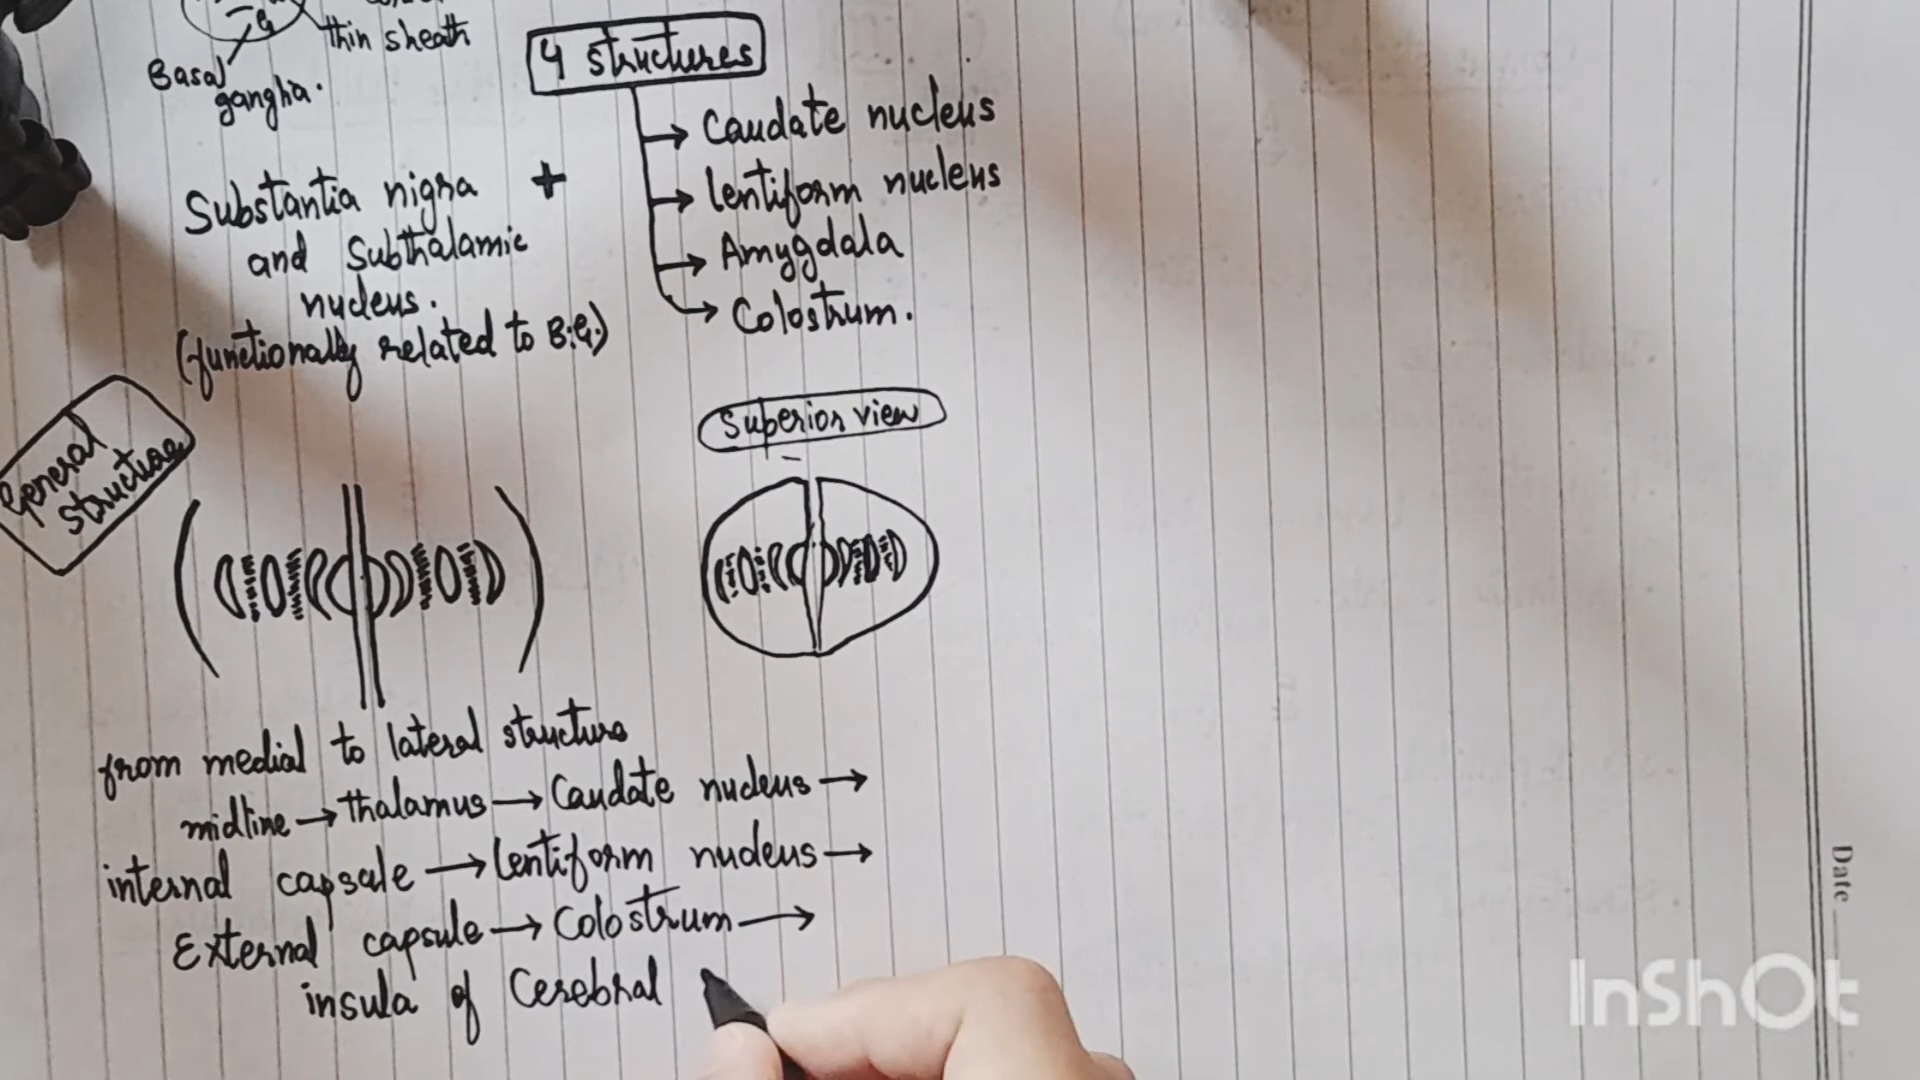 thin sheath
Basal
ganglia.
4 structures
Caudate nucleus
lentiform nucleus
Amygdala
Colostrum.
Substantia nigra +
and Subthalamic
nucleus.
(functionally related to B.G.)
General
structure
Superior view
from medial to lateral structure
midline → thalamus → Caudate nucleus →
internal capsule → lentiform nucleus →
External capsule → Colostrum →
insula of Cerebral
Date
InShOt